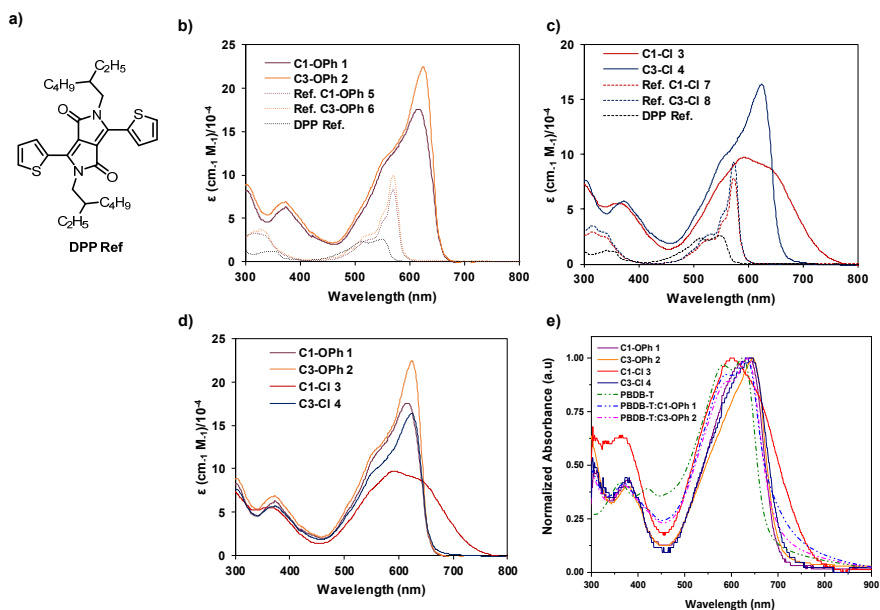 a)
C₄H₉
C₂H₅
O
N
S
S
N
O
C₂H₅
C₄H₉
DPP Ref
b)
25
20
15
10
5
0
ε (cm₋₁ M₋₁)/10⁻⁴
C1-OPh 1
C3-OPh 2
Ref. C1-OPh 5
Ref. C3-OPh 6
DPP Ref.
300 400 500 600 700 800
Wavelength (nm)
c)
20
15
10
5
0
ε (cm₋₁ M₋₁)/10⁻⁴
C1-Cl 3
C3-Cl 4
Ref. C1-Cl 7
Ref. C3-Cl 8
DPP Ref.
300 400 500 600 700 800
Wavelength (nm)
d)
25
20
15
10
5
0
ε (cm₋₁ M₋₁)/10⁻⁴
C1-OPh 1
C3-OPh 2
C1-Cl 3
C3-Cl 4
300 400 500 600 700 800
Wavelength (nm)
e)
1.00
0.75
0.50
0.25
0.00
Normalized Absorbance (a.u)
C1-OPh 1
C3-OPh 2
C1-Cl 3
C3-Cl 4
PBDB-T
PBDB-T:C1-OPh 1
PBDB-T:C3-OPh 2
300 400 500 600 700 800 900
Wavelength (nm)